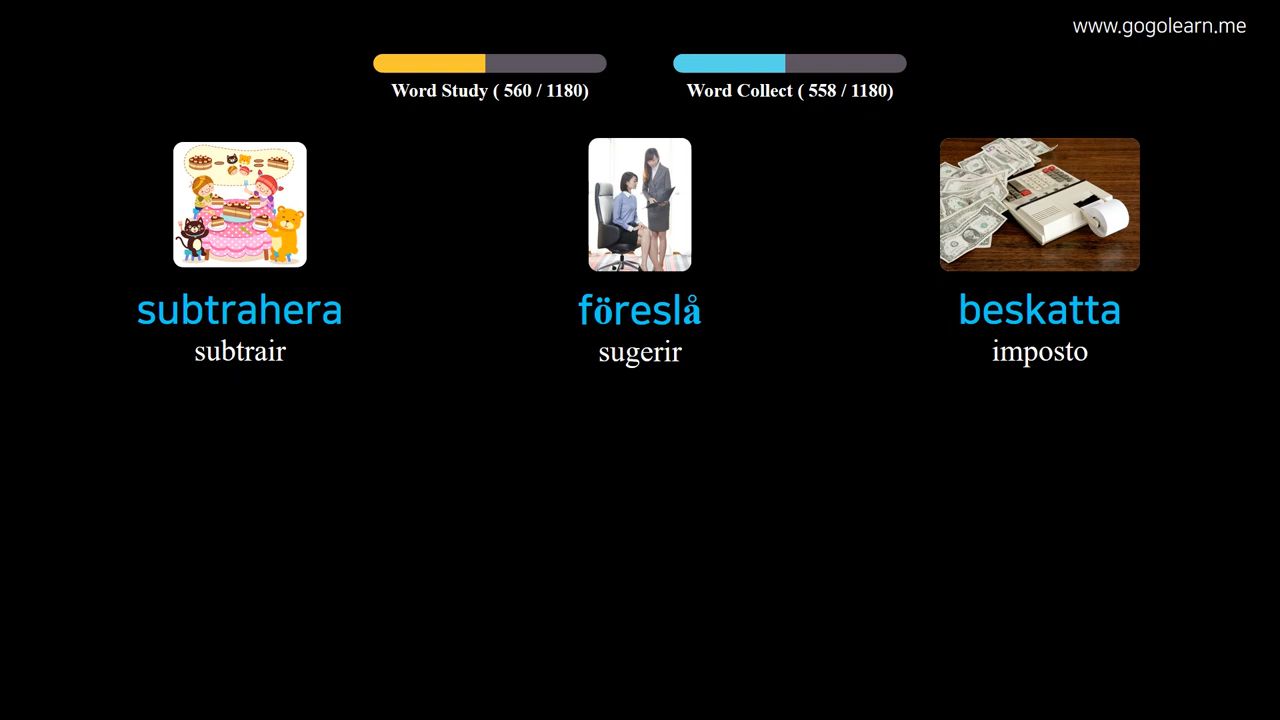 www.gogolearn.me
Word Study ( 560 / 1180)
Word Collect ( 558 / 1180)
subtrahera
föreslå
beskatta
subtrair
sugerir
imposto